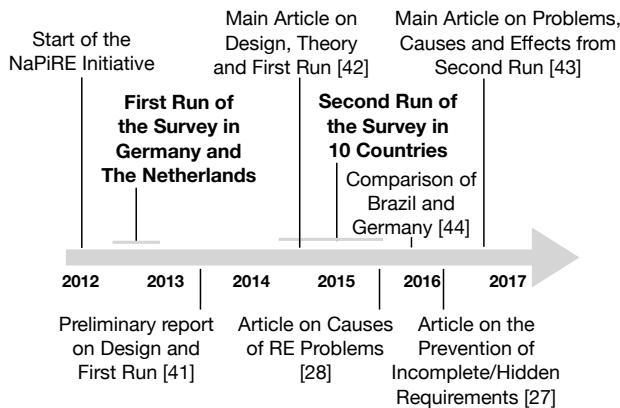 Start of the
NaPiRE Initiative
Main Article on
Design, Theory
and First Run [42]
Main Article on Problems,
Causes and Effects from
Second Run [43]
First Run of
the Survey in
Germany and
The Netherlands
Second Run of
the Survey in
10 Countries
Comparison of
Brazil and
Germany [44]
2012 2013 2014 2015 2016 2017
Preliminary report
on Design and
First Run [41]
Article on Causes
of RE Problems
[28]
Article on the
Prevention of
Incomplete/Hidden
Requirements [27]